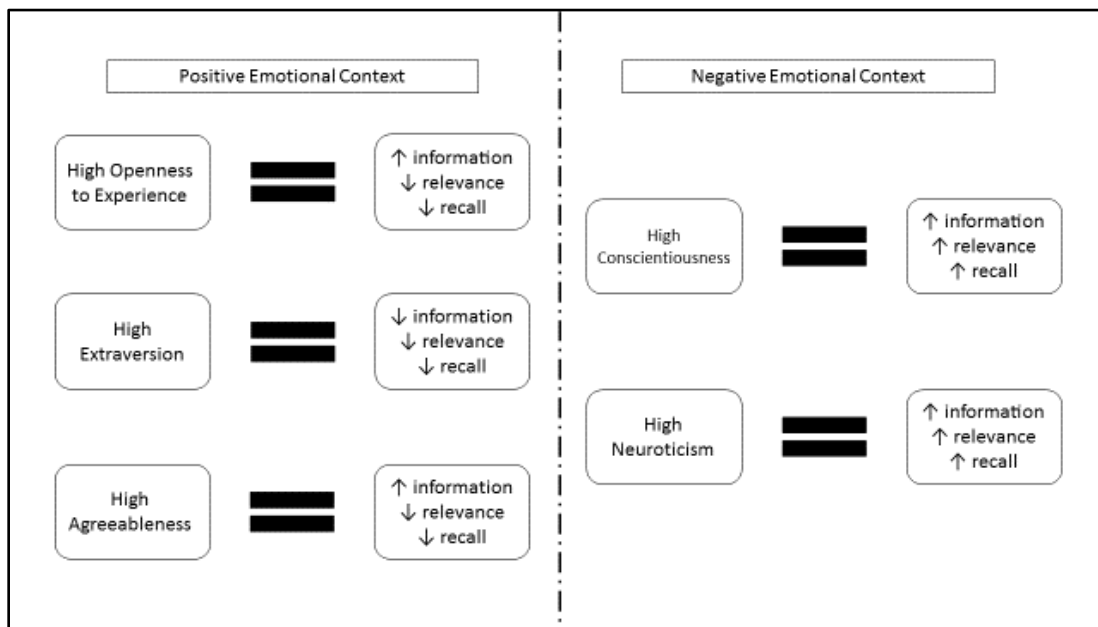 Positive Emotional Context
High Openness
to Experience
↑ information
↓ relevance
↓ recall
High
Extraversion
↓ information
↓ relevance
↓ recall
High
Agreeableness
↑ information
↓ relevance
↓ recall
Negative Emotional Context
High
Conscientiousness
↑ information
↑ relevance
↑ recall
High
Neuroticism
↑ information
↑ relevance
↑ recall